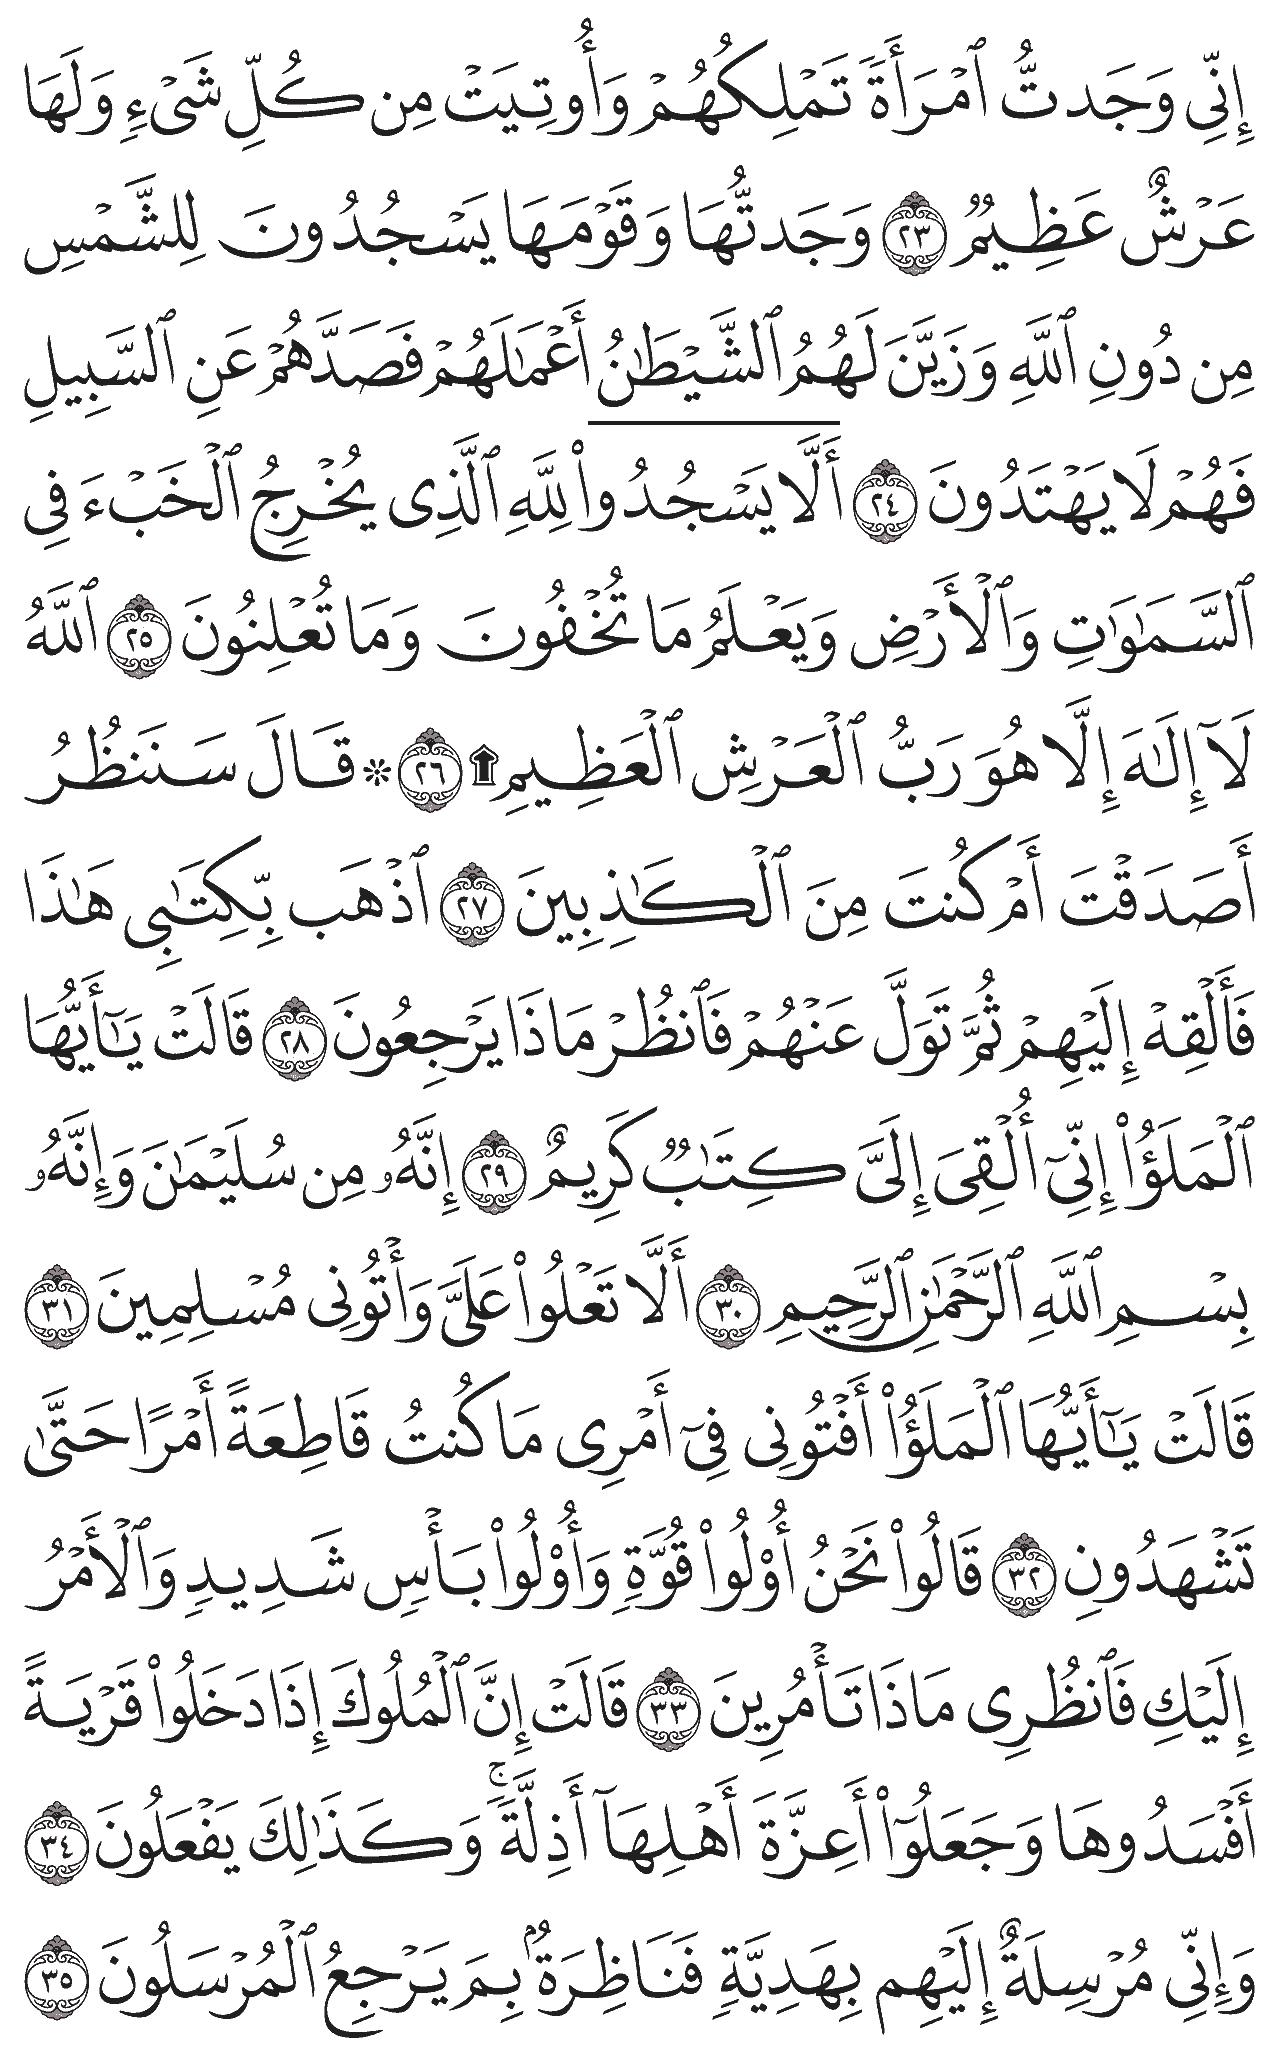 إِنِّي وَجَدتُّ ٱمۡرَأَةٗ تَمۡلِكُهُمۡ وَأُوتِيَتۡ مِن كُلِّ شَيۡءٖ وَلَهَا
عَرۡشٌ عَظِيمٞ ٢٣ وَجَدتُّهَا وَقَوۡمَهَا يَسۡجُدُونَ لِلشَّمۡسِ
مِن دُونِ ٱللَّهِ وَزَيَّنَ لَهُمُ ٱلشَّيۡطَٰنُ أَعۡمَٰلَهُمۡ فَصَدَّهُمۡ عَنِ ٱلسَّبِيلِ
فَهُمۡ لَا يَهۡتَدُونَ ٢٤ أَلَّاۤ يَسۡجُدُواْ لِلَّهِ ٱلَّذِي يُخۡرِجُ ٱلۡخَبۡءَ فِي
ٱلسَّمَٰوَٰتِ وَٱلۡأَرۡضِ وَيَعۡلَمُ مَا تُخۡفُونَ وَمَا تُعۡلِنُونَ ٢٥ ٱللَّهُ
لَآ إِلَٰهَ إِلَّا هُوَ رَبُّ ٱلۡعَرۡشِ ٱلۡعَظِيمِ۩ ٢٦ ۞ قَالَ سَنَنظُرُ
أَصَدَقۡتَ أَمۡ كُنتَ مِنَ ٱلۡكَٰذِبِينَ ٢٧ ٱذۡهَب بِّكِتَٰبِي هَٰذَا
فَأَلۡقِهۡ إِلَيۡهِمۡ ثُمَّ تَوَلَّ عَنۡهُمۡ فَٱنظُرۡ مَاذَا يَرۡجِعُونَ ٢٨ قَالَتۡ يَٰٓأَيُّهَا
ٱلۡمَلَؤُاْ إِنِّيٓ أُلۡقِيَ إِلَيَّ كِتَٰبٞ كَرِيمٌ ٢٩ إِنَّهُۥ مِن سُلَيۡمَٰنَ وَإِنَّهُۥ
بِسۡمِ ٱللَّهِ ٱلرَّحۡمَٰنِ ٱلرَّحِيمِ ٣٠ أَلَّا تَعۡلُواْ عَلَيَّ وَأۡتُونِي مُسۡلِمِينَ ٣١
قَالَتۡ يَٰٓأَيُّهَا ٱلۡمَلَؤُاْ أَفۡتُونِي فِيٓ أَمۡرِي مَا كُنتُ قَاطِعَةً أَمۡرًا حَتَّىٰ
تَشۡهَدُونِ ٣٢ قَالُواْ نَحۡنُ أُوْلُواْ قُوَّةٖ وَأُوْلُواْ بَأۡسٖ شَدِيدٖ وَٱلۡأَمۡرُ
إِلَيۡكِ فَٱنظُرِي مَاذَا تَأۡمُرِينَ ٣٣ قَالَتۡ إِنَّ ٱلۡمُلُوكَ إِذَا دَخَلُواْ قَرۡيَةً
أَفۡسَدُوهَا وَجَعَلُوٓاْ أَعِزَّةَ أَهۡلِهَآ أَذِلَّةٗۚ وَكَذَٰلِكَ يَفۡعَلُونَ ٣٤
وَإِنِّي مُرۡسِلَةٌ إِلَيۡهِم بِهَدِيَّةٖ فَنَاظِرَةُۢ بِمَ يَرۡجِعُ ٱلۡمُرۡسَلُونَ ٣٥